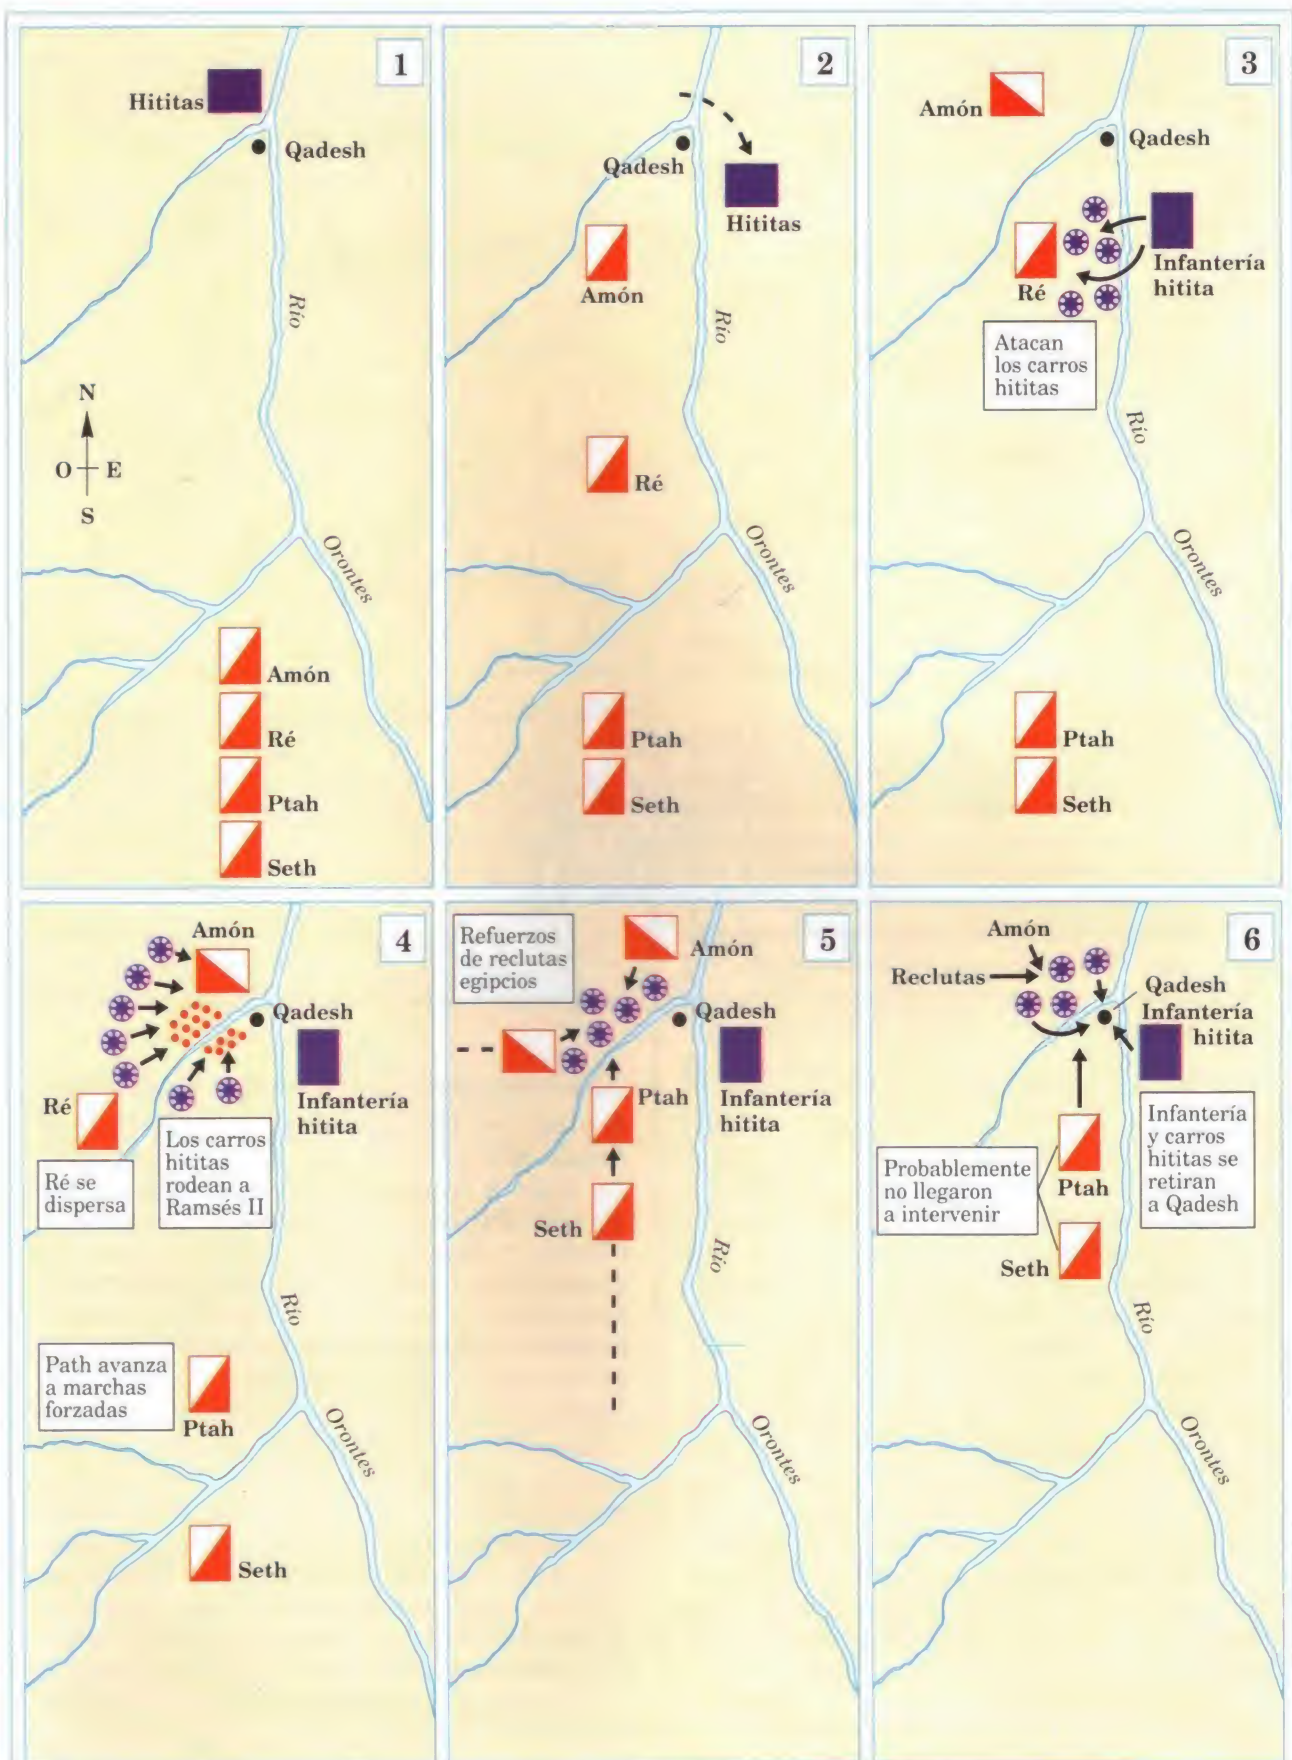 1
Hititas
Qadesh
Río
N
O E
S
Orontes
Amón
Ré
Ptah
Seth
2
Qadesh
Hititas
Amón
Río
Ré
Orontes
Ptah
Seth
3
Amón
Qadesh
Ré
Infantería
hitita
Atacan
los carros
hititas
Río
Orontes
Ptah
Seth
4
Amón
Qadesh
Ré
Infantería
hitita
Los carros
hititas
rodean a
Ramsés II
Ré se
dispersa
Río
Path avanza
a marchas
forzadas
Ptah
Orontes
Seth
5
Refuerzos
de reclutas
egipcios
Amón
Qadesh
Ptah
Infantería
hitita
Seth
Río
Orontes
6
Amón
Reclutas
Qadesh
Infantería
hitita
Infantería
y carros
hititas se
retiran
a Qadesh
Probablemente
no llegaron
a intervenir
Ptah
Seth
Río
Orontes